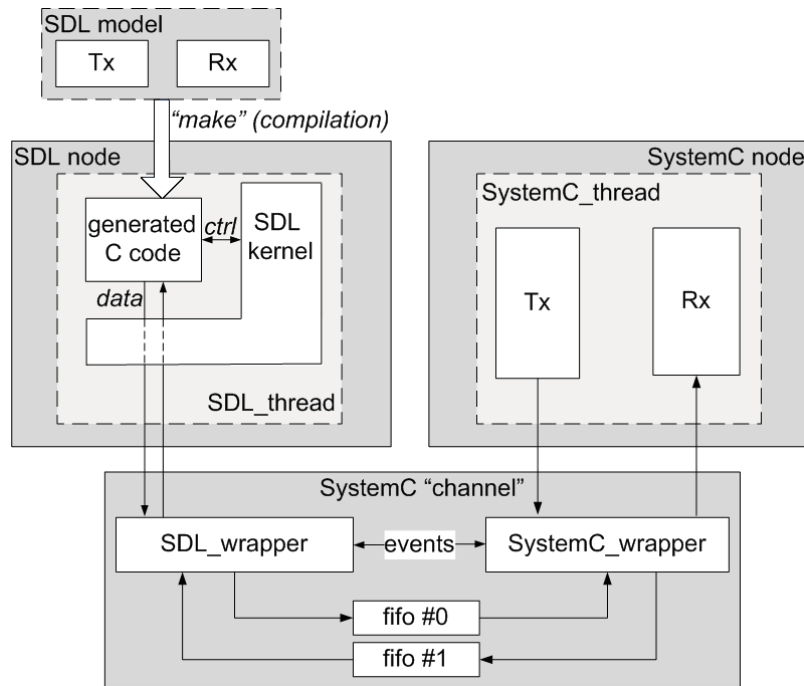 SDL model
Tx
Rx
“make” (compilation)
SDL node
generated
C code
ctrl
SDL
kernel
data
SDL_thread
SystemC node
SystemC_thread
Tx
Rx
SystemC “channel”
SDL_wrapper
events
SystemC_wrapper
fifo #0
fifo #1